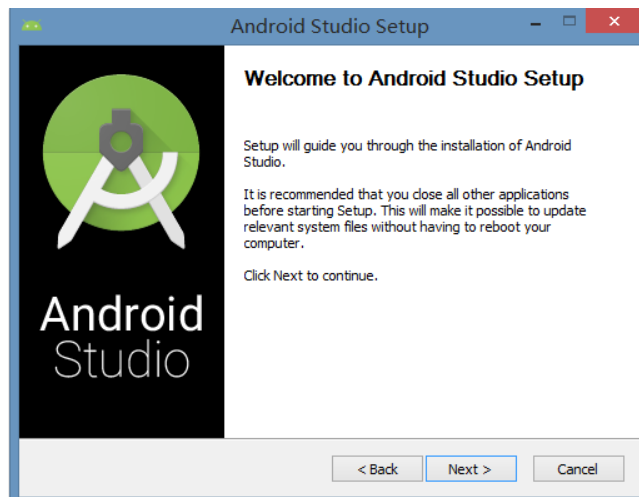 Android Studio Setup
Welcome to Android Studio Setup
Setup will guide you through the installation of Android
Studio.
It is recommended that you close all other applications
before starting Setup. This will make it possible to update
relevant system files without having to reboot your
computer.
Click Next to continue.
Android
Studio
< Back
Next >
Cancel